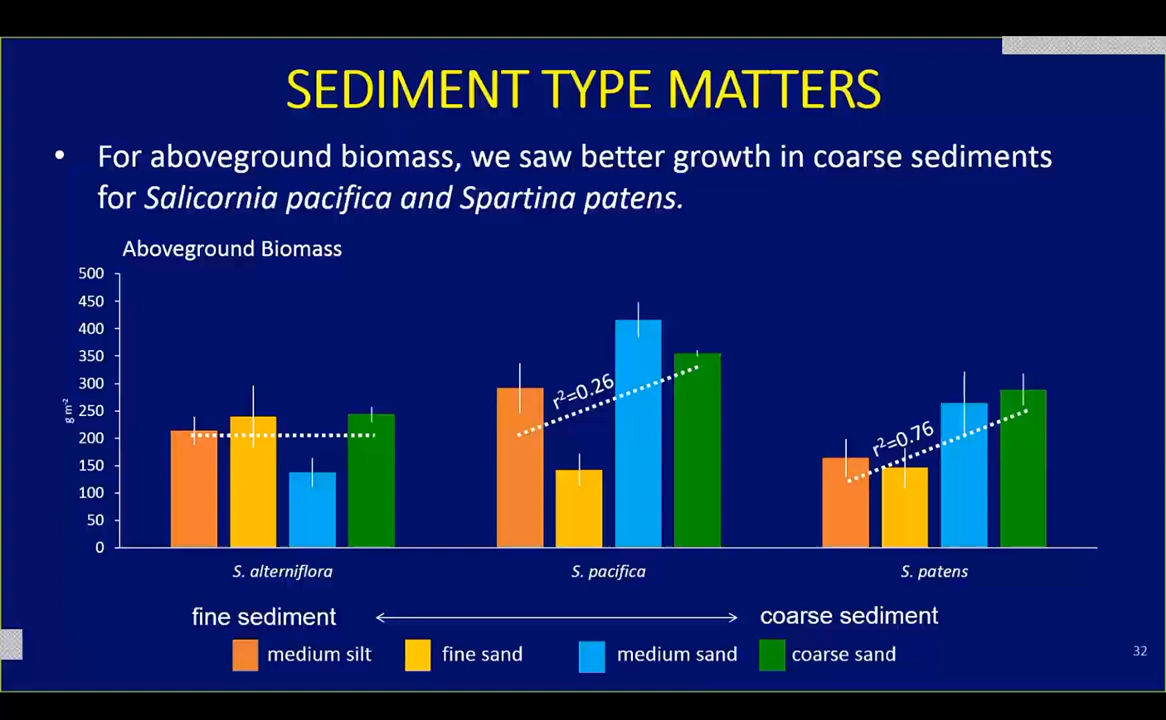 SEDIMENT TYPE MATTERS
• For aboveground biomass, we saw better growth in coarse sediments
for Salicornia pacifica and Spartina patens.
Aboveground Biomass
500
450
400
350
300
250
200
150
100
50
0
g m⁻²
r²=0.26
r²=0.76
S. alterniflora
S. pacifica
S. patens
fine sediment
coarse sediment
medium silt
fine sand
medium sand
coarse sand
32